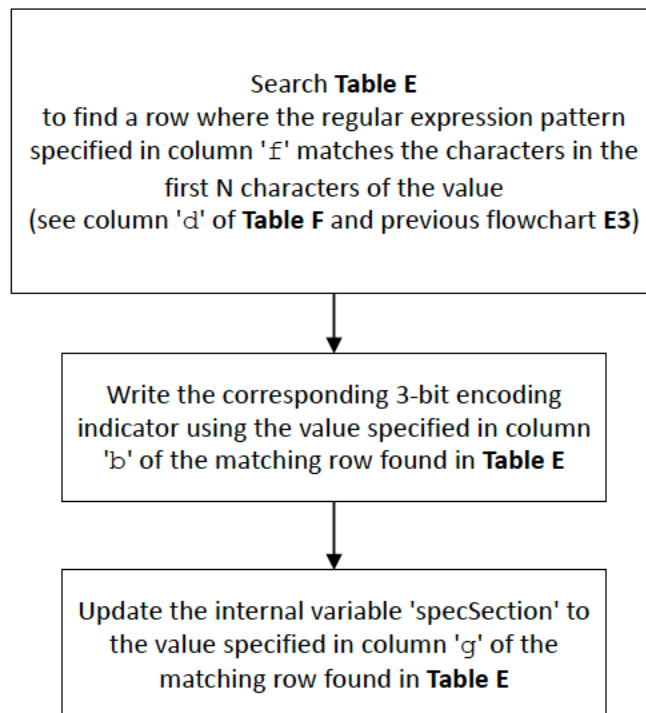 Search Table E
to find a row where the regular expression pattern
specified in column 'f' matches the characters in the
first N characters of the value
(see column 'd' of Table F and previous flowchart E3)
Write the corresponding 3-bit encoding
indicator using the value specified in column
'b' of the matching row found in Table E
Update the internal variable 'specSection' to
the value specified in column 'g' of the
matching row found in Table E